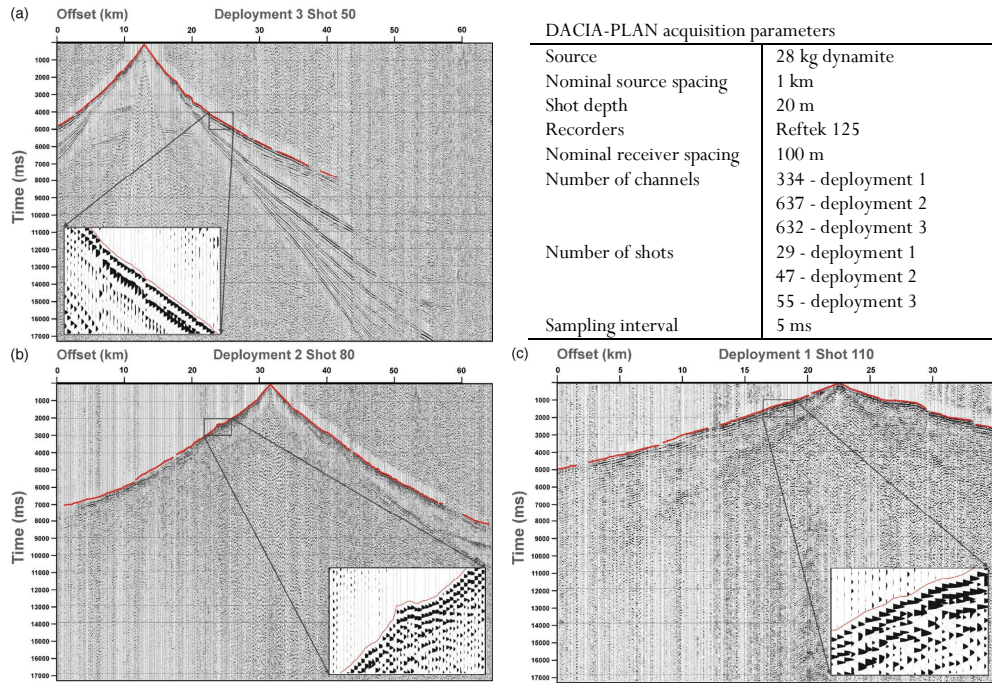 (a)
Offset (km)
Deployment 3 Shot 50
0 10 20 30 40 50 60
Time (ms)
1000
2000
3000
4000
5000
6000
7000
8000
9000
10000
11000
12000
13000
14000
15000
16000
17000
DACIA-PLAN acquisition parameters
Source 28 kg dynamite
Nominal source spacing 1 km
Shot depth 20 m
Recorders Reftek 125
Nominal receiver spacing 100 m
Number of channels 334 - deployment 1
637 - deployment 2
632 - deployment 3
Number of shots 29 - deployment 1
47 - deployment 2
55 - deployment 3
Sampling interval 5 ms
(b)
Offset (km)
Deployment 2 Shot 80
0 10 20 30 40 50 60
Time (ms)
1000
2000
3000
4000
5000
6000
7000
8000
9000
10000
11000
12000
13000
14000
15000
16000
17000
(c)
Offset (km)
Deployment 1 Shot 110
0 5 10 15 20 25 30
Time (ms)
1000
2000
3000
4000
5000
6000
7000
8000
9000
10000
11000
12000
13000
14000
15000
16000
17000